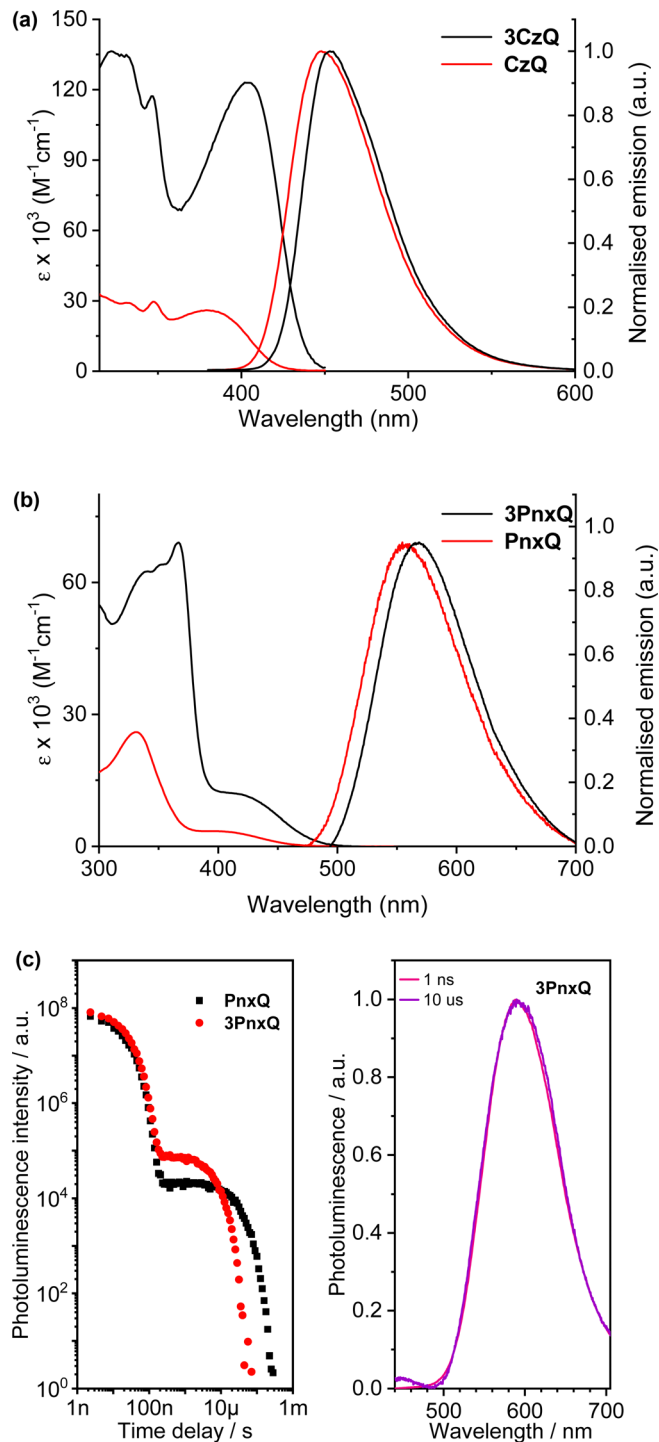 (a)
3CzQ
CzQ
ε x 10³ (M⁻¹cm⁻¹)
150
120
90
60
30
0
1.0
0.8
0.6
0.4
0.2
0.0
Normalised emission (a.u.)
400
500
600
Wavelength (nm)
(b)
3PnxQ
PnxQ
ε x 10³ (M⁻¹cm⁻¹)
60
30
0
1.0
0.8
0.6
0.4
0.2
0.0
Normalised emission (a.u.)
300
400
500
600
700
Wavelength (nm)
(c)
PnxQ
3PnxQ
Photoluminescence intensity / a.u.
10⁸
10⁶
10⁴
10²
10⁰
1n
100n
10µ
1m
Time delay / s
1 ns
10 us
3PnxQ
Photoluminescence / a.u.
1.0
0.8
0.6
0.4
0.2
0.0
500
600
700
Wavelength / nm